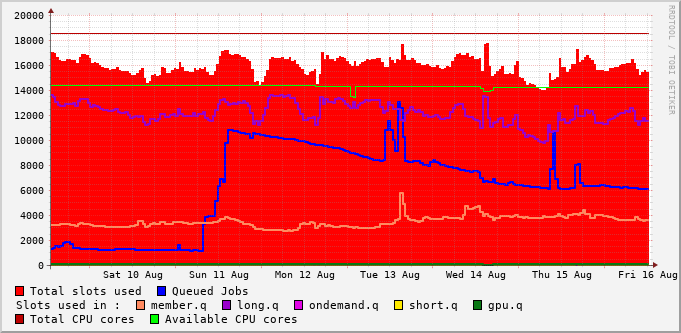 20000
18000
16000
14000
12000
10000
8000
6000
4000
2000
0
Sat 10 Aug Sun 11 Aug Mon 12 Aug Tue 13 Aug Wed 14 Aug Thu 15 Aug Fri 16 Aug
RRDTOOL / TOBI OETIKER
Total slots used Queued Jobs
Slots used in : member.q long.q ondemand.q short.q gpu.q
Total CPU cores Available CPU cores